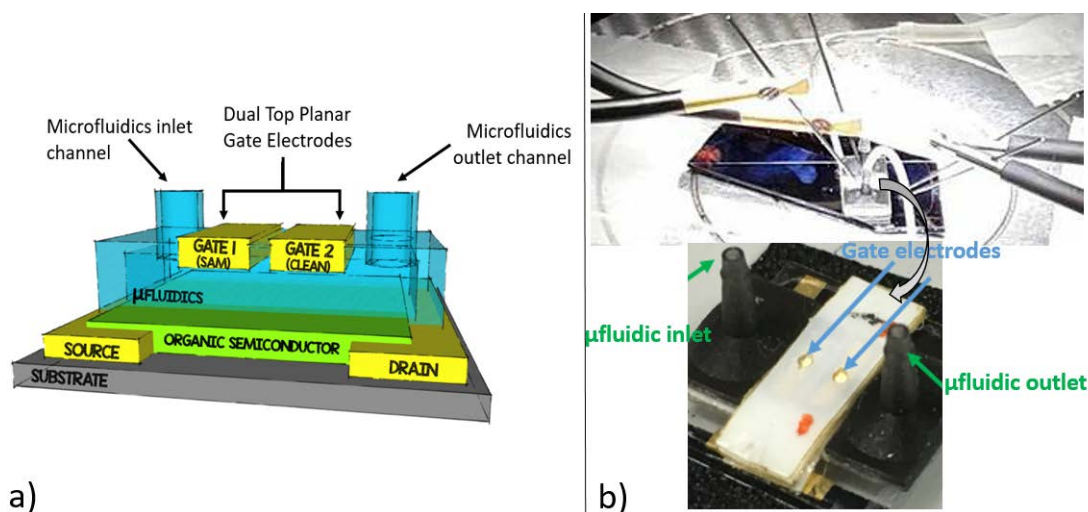 Microfluidics inlet
channel
Dual Top Planar
Gate Electrodes
Microfluidics
outlet channel
GATE 1
(SAM)
GATE 2
(CLEAN)
µFLUIDICS
ORGANIC SEMICONDUCTOR
SOURCE
DRAIN
SUBSTRATE
a)
Gate electrodes
µfluidic inlet
µfluidic outlet
b)